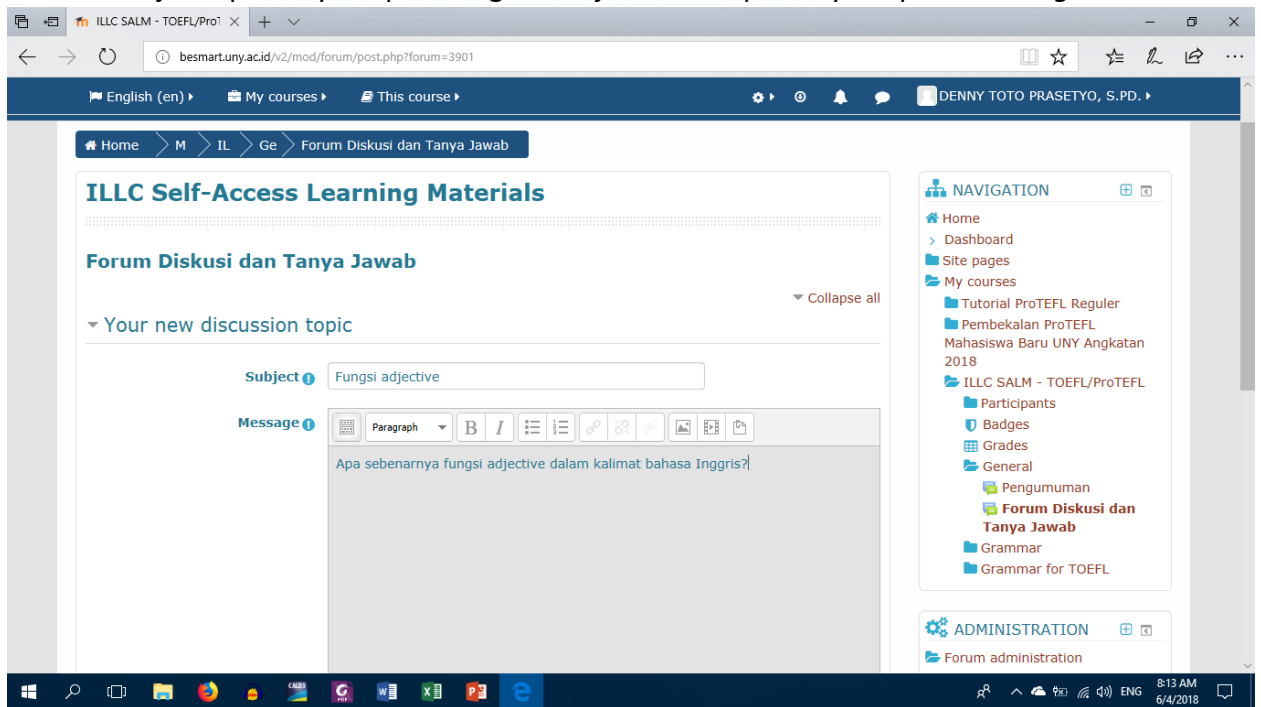 ILLC SALM - TOEFL/Pro
besmart.uny.ac.id/v2/mod/forum/post.php?forum=3901
English (en) My courses This course DENNY TOTO PRASETYO, S.PD.
Home M IL Ge Forum Diskusi dan Tanya Jawab
ILLC Self-Access Learning Materials
Forum Diskusi dan Tanya Jawab
Collapse all
Your new discussion topic
Subject Fungsi adjective
Message Paragraph B I
Apa sebenarnya fungsi adjective dalam kalimat bahasa Inggris?
NAVIGATION
Home
Dashboard
Site pages
My courses
Tutorial ProTEFL Reguler
Pembekalan ProTEFL
Mahasiswa Baru UNY Angkatan
2018
ILLC SALM - TOEFL/ProTEFL
Participants
Badges
Grades
General
Pengumuman
Forum Diskusi dan
Tanya Jawab
Grammar
Grammar for TOEFL
ADMINISTRATION
Forum administration
ENG
8:13 AM
6/4/2018